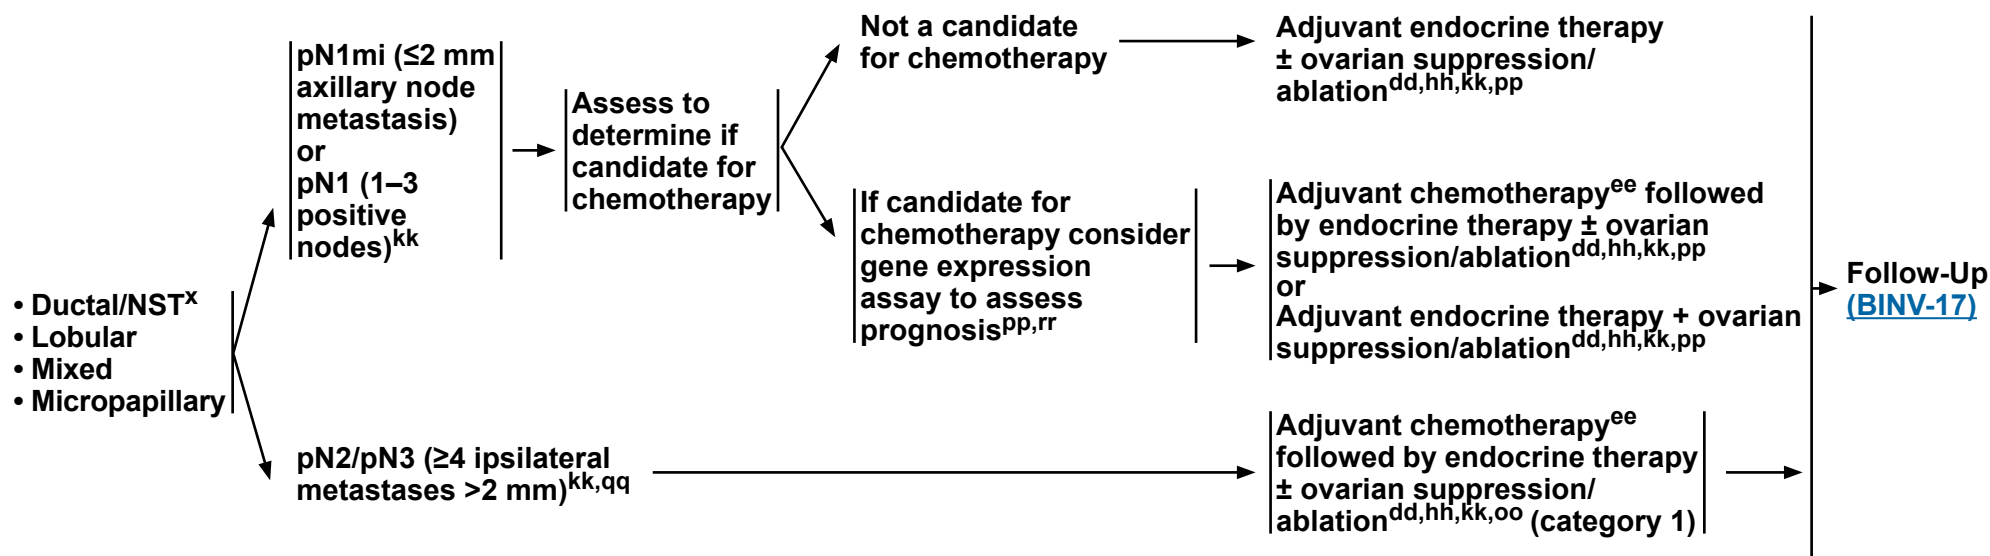 • Ductal/NSTx
• Lobular
• Mixed
• Micropapillary
pN1mi (≤2 mm
axillary node
metastasis)
or
pN1 (1–3
positive
nodes)kk
Assess to
determine if
candidate for
chemotherapy
Not a candidate
for chemotherapy
Adjuvant endocrine therapy
± ovarian suppression/
ablationdd,hh,kk,pp
If candidate for
chemotherapy consider
gene expression
assay to assess
prognosispp,rr
Adjuvant chemotherapyee followed
by endocrine therapy ± ovarian
suppression/ablationdd,hh,kk,pp
or
Adjuvant endocrine therapy + ovarian
suppression/ablationdd,hh,kk,pp
pN2/pN3 (≥4 ipsilateral
metastases >2 mm)kk,qq
Adjuvant chemotherapyee
followed by endocrine therapy
± ovarian suppression/
ablationdd,hh,kk,oo (category 1)
Follow-Up
(BINV-17)